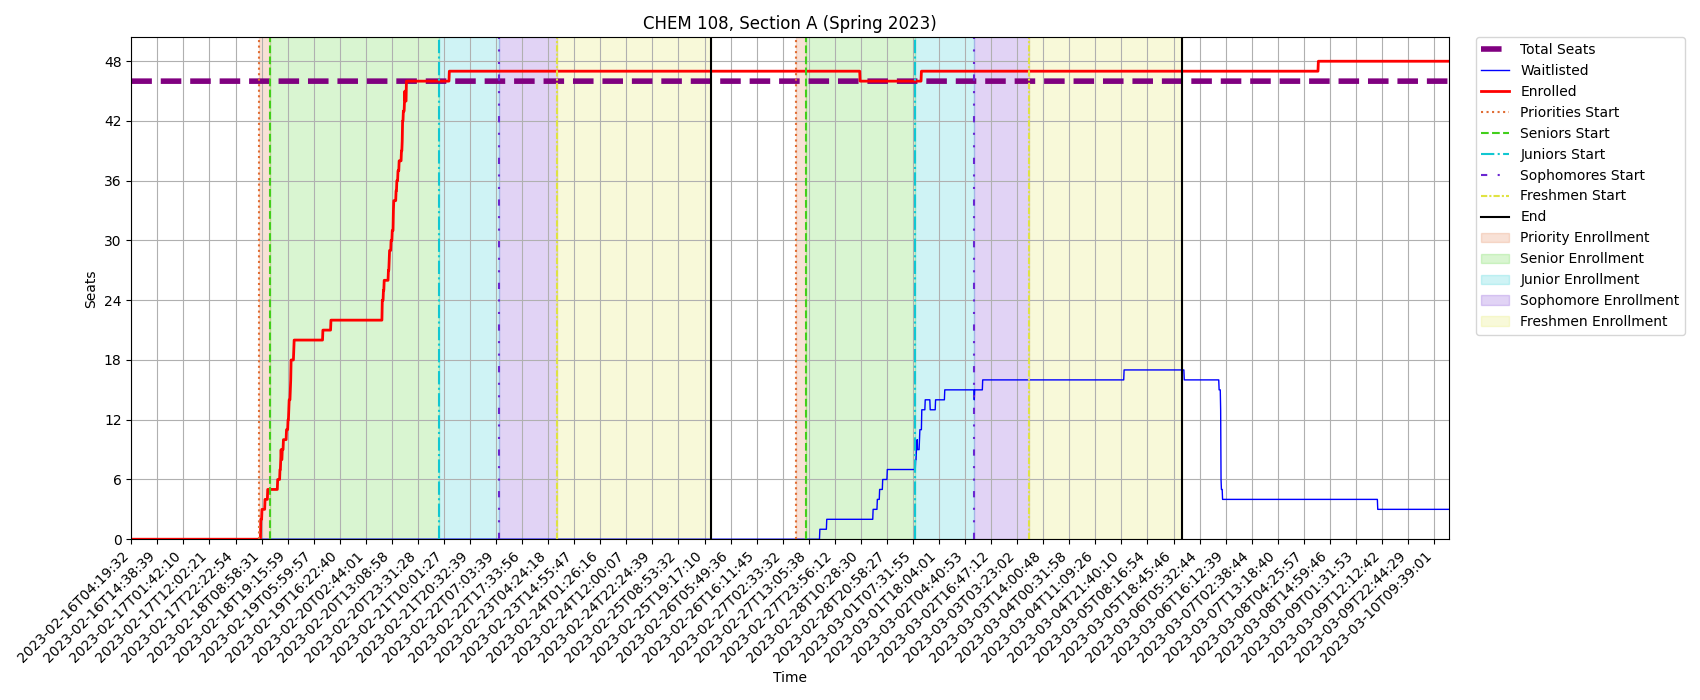 CHEM 108, Section A (Spring 2023)
Seats
48
42
36
30
24
18
12
6
0
2023-02-16T04:19:32
2023-02-16T14:38:39
2023-02-17T01:42:10
2023-02-17T12:02:21
2023-02-17T22:22:54
2023-02-18T08:58:31
2023-02-18T19:15:59
2023-02-19T05:59:57
2023-02-19T16:22:40
2023-02-20T02:44:01
2023-02-20T13:08:58
2023-02-20T23:31:28
2023-02-21T10:01:27
2023-02-21T20:32:39
2023-02-22T07:03:39
2023-02-22T17:33:56
2023-02-23T04:24:18
2023-02-23T14:55:47
2023-02-24T01:26:16
2023-02-24T12:00:07
2023-02-24T22:24:39
2023-02-25T08:53:32
2023-02-25T19:17:10
2023-02-26T05:49:36
2023-02-26T16:11:45
2023-02-27T02:33:32
2023-02-27T13:05:38
2023-02-27T23:56:12
2023-02-28T10:28:30
2023-02-28T20:58:27
2023-03-01T07:31:55
2023-03-01T18:04:01
2023-03-02T04:40:53
2023-03-02T16:47:12
2023-03-03T03:23:02
2023-03-03T14:00:48
2023-03-04T00:31:58
2023-03-04T11:09:26
2023-03-04T21:40:10
2023-03-05T08:16:54
2023-03-05T18:45:46
2023-03-06T05:32:44
2023-03-06T16:12:39
2023-03-07T02:38:44
2023-03-07T13:18:40
2023-03-08T04:25:57
2023-03-08T14:59:46
2023-03-09T01:31:53
2023-03-09T12:12:42
2023-03-09T22:44:29
2023-03-10T09:39:01
Time
Total Seats
Waitlisted
Enrolled
Priorities Start
Seniors Start
Juniors Start
Sophomores Start
Freshmen Start
End
Priority Enrollment
Senior Enrollment
Junior Enrollment
Sophomore Enrollment
Freshmen Enrollment